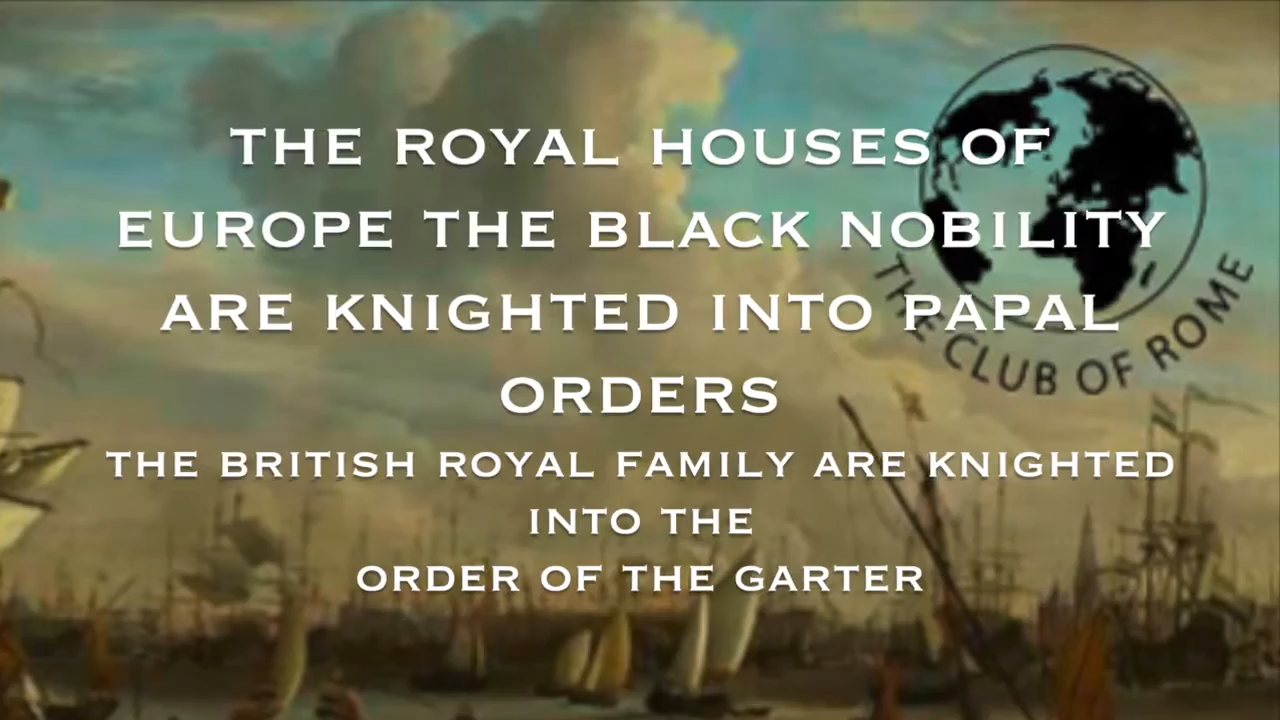 THE ROYAL HOUSES OF
EUROPE THE BLACK NOBILITY
ARE KNIGHTED INTO PAPAL
ORDERS
THE BRITISH ROYAL FAMILY ARE KNIGHTED
INTO THE
ORDER OF THE GARTER
THE CLUB OF ROME